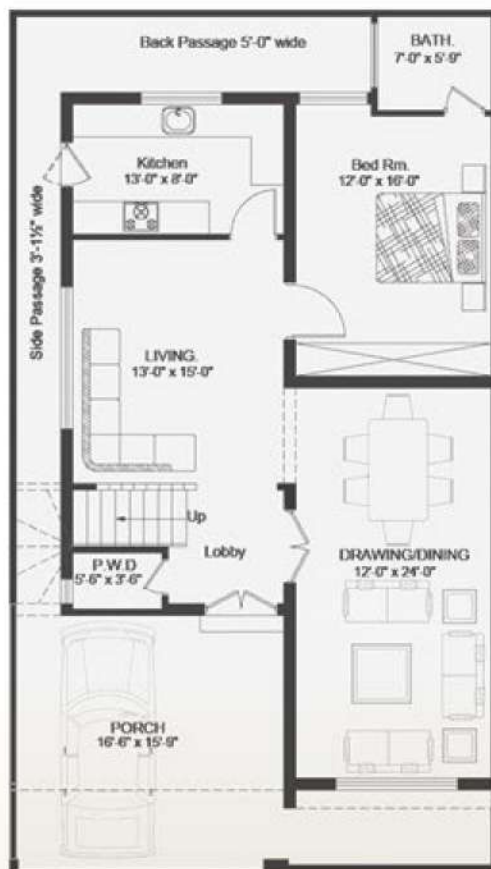 Back Passage 5'-0" wide
BATH.
7'-0" x 5'-9"
Kitchen
13'-0" x 8'-0"
Bed Rm.
12'-0" x 16'-0"
Side Passage 3'-1½" wide
LIVING.
13'-0" x 15'-0"
Up
Lobby
P.W.D
5'-6" x 3'-6"
DRAWING/DINING
12'-0" x 24'-0"
PORCH
16'-6" x 15'-9"